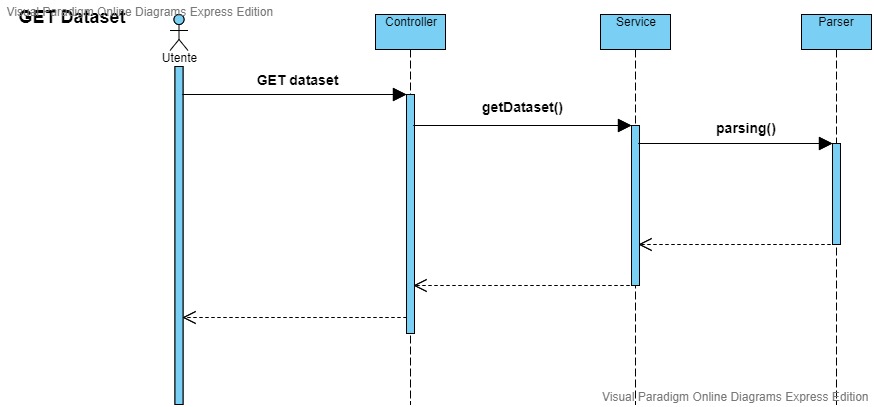 Visual Paradigm Online Diagrams Express Edition
GET Dataset
Controller
Service
Parser
Utente
GET dataset
getDataset()
parsing()
Visual Paradigm Online Diagrams Express Edition